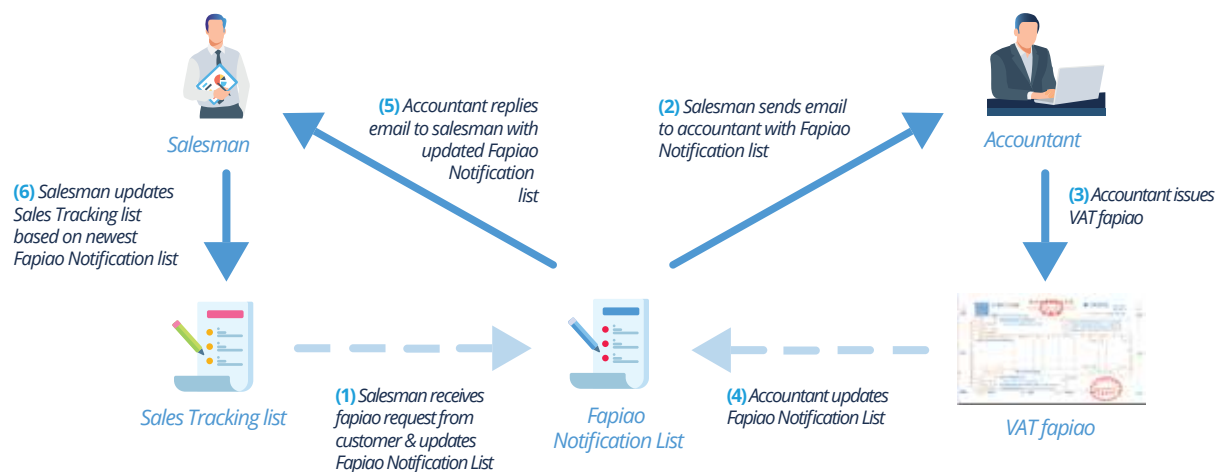 Salesman
(5) Accountant replies
email to salesman with
updated Fapiao
Notification
list
(2) Salesman sends email
to accountant with Fapiao
Notification list
Accountant
(6) Salesman updates
Sales Tracking list
based on newest
Fapiao Notification list
(3) Accountant issues
VAT fapiao
Sales Tracking list
(1) Salesman receives
fapiao request from
customer & updates
Fapiao Notification List
Fapiao
Notification List
(4) Accountant updates
Fapiao Notification List
VAT fapiao